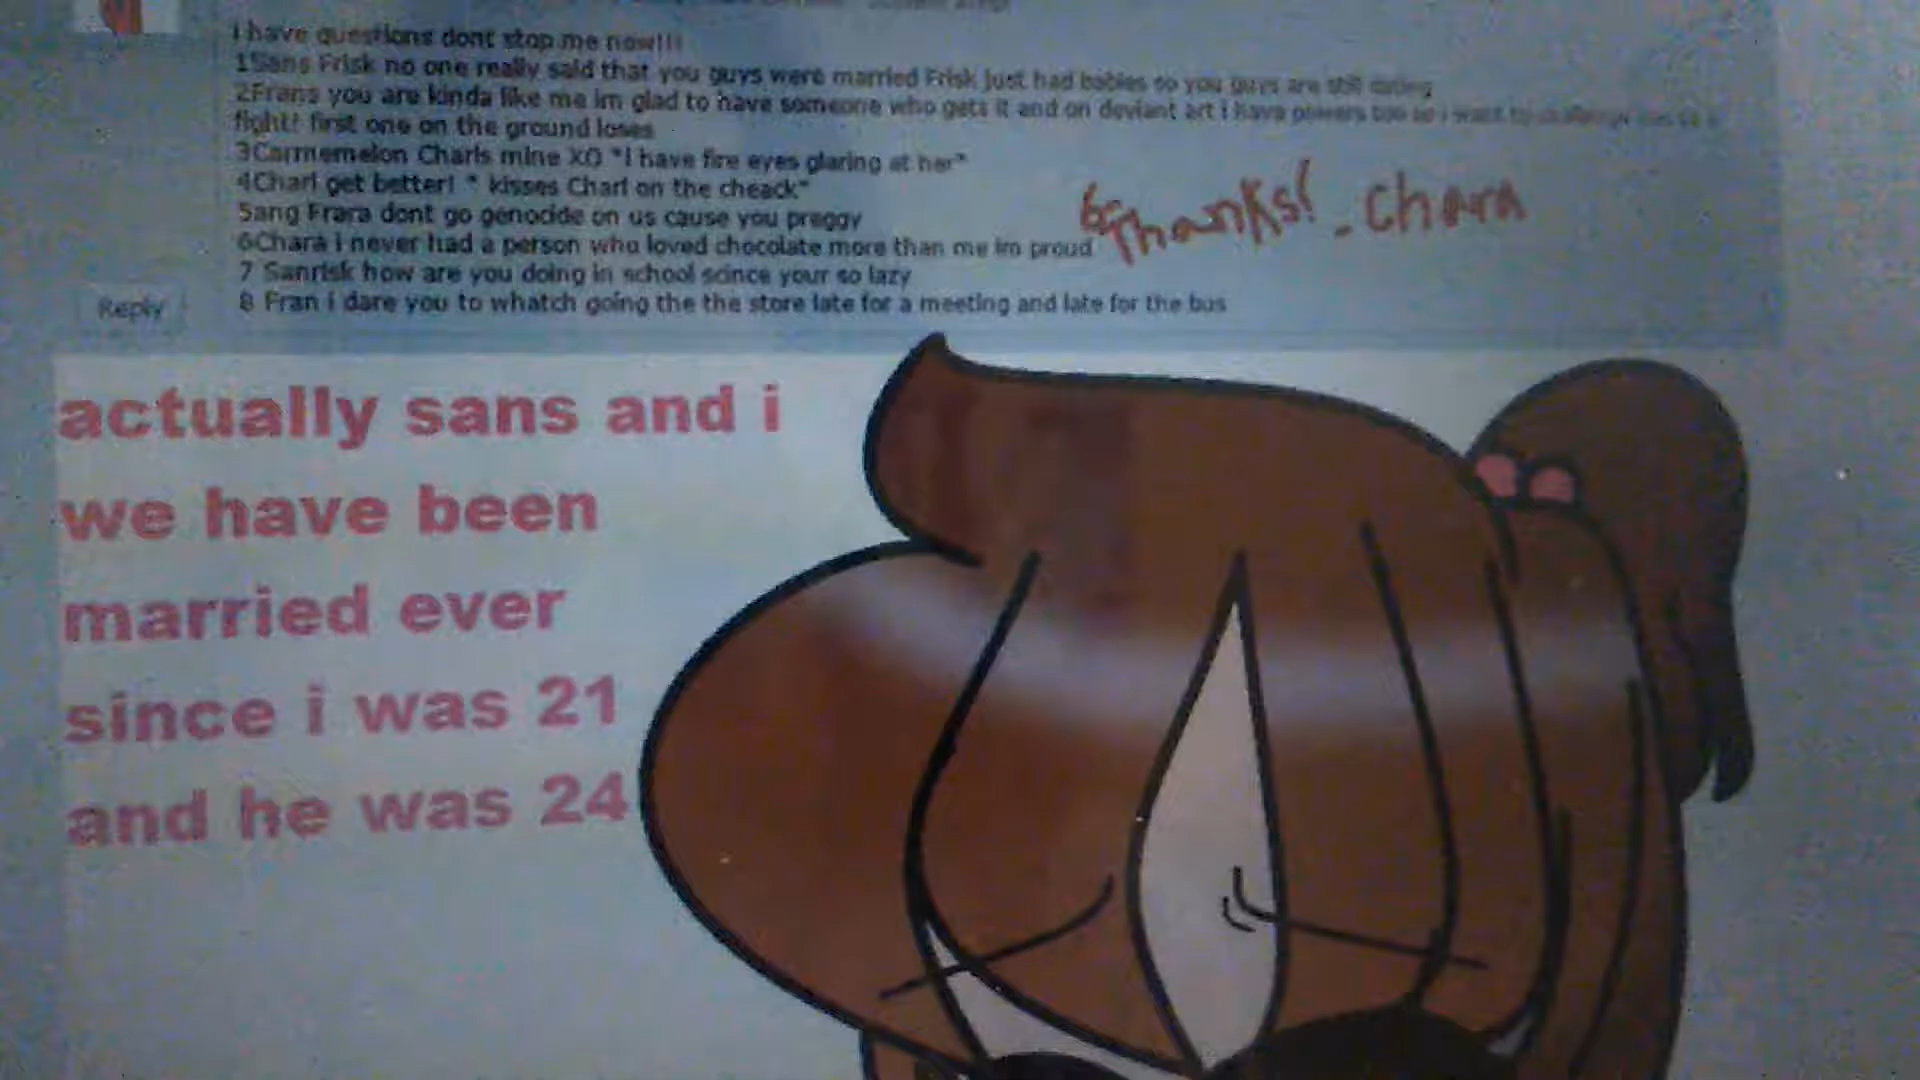 I have questions dont stop me now!!!
1Sans Frisk no one really said that you guys were married Frisk just had babies so you guys are still dating
2Frans you are kinda like me im glad to have someone who gets it and on deviant art i have powers too so i want to
fight! first one on the ground loses
3Carmemelon Charls mine XO *i have fire eyes glaring at her*
4Charl get better! * kisses Charl on the cheack*
5ang Frara dont go genocide on us cause you preggy
6Chara i never had a person who loved chocolate more than me im proud
6Thanks! - Chara
7 Sanrisk how are you doing in school scince your so lazy
8 Fran i dare you to whatch going the the store late for a meeting and late for the bus
Reply
actually sans and i
we have been
married ever
since i was 21
and he was 24